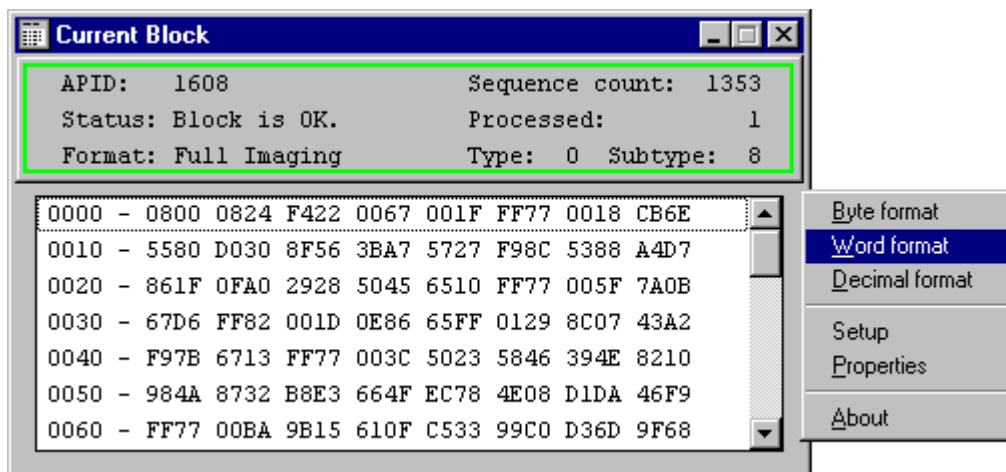 Current Block
APID: 1608 Sequence count: 1353
Status: Block is OK. Processed: 1
Format: Full Imaging Type: 0 Subtype: 8
0000 - 0800 0824 F422 0067 001F FF77 0018 CB6E
0010 - 5580 D030 8F56 3BA7 5727 F98C 5388 A4D7
0020 - 861F 0FA0 2928 5045 6510 FF77 005F 7A0B
0030 - 67D6 FF82 001D 0E86 65FF 0129 8C07 43A2
0040 - F97B 6713 FF77 003C 5023 5846 394E 8210
0050 - 984A 8732 B8E3 664F EC78 4E08 D1DA 46F9
0060 - FF77 00BA 9B15 610F C533 99C0 D36D 9F68
Byte format
Word format
Decimal format
Setup
Properties
About